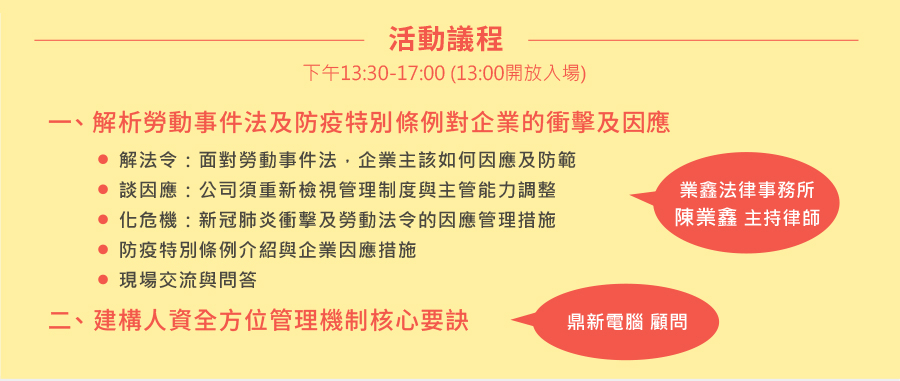 活動議程
下午13:30-17:00 (13:00開放入場)
一、解析勞動事件法及防疫特別條例對企業的衝擊及因應
解法令：面對勞動事件法，企業主該如何因應及防範
談因應：公司須重新檢視管理制度與主管能力調整
化危機：新冠肺炎衝擊及勞動法令的因應管理措施
防疫特別條例介紹與企業因應措施
現場交流與問答
業鑫法律事務所
陳業鑫 主持律師
二、建構人資全方位管理機制核心要訣
鼎新電腦 顧問